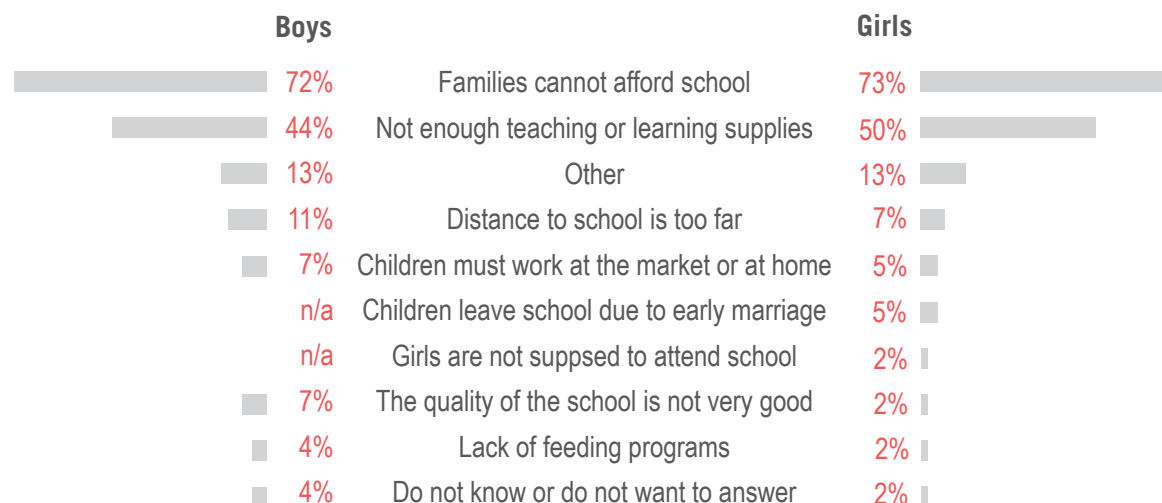 Boys Girls
72% Families cannot afford school 73%
44% Not enough teaching or learning supplies 50%
13% Other 13%
11% Distance to school is too far 7%
7% Children must work at the market or at home 5%
n/a Children leave school due to early marriage 5%
n/a Girls are not suppsed to attend school 2%
7% The quality of the school is not very good 2%
4% Lack of feeding programs 2%
4% Do not know or do not want to answer 2%